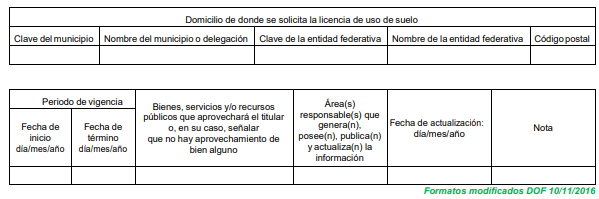 Domicilio de donde se solicita la licencia de uso de suelo
Clave del municipio Nombre del municipio o delegación Clave de la entidad federativa Nombre de la entidad federativa Código postal
Periodo de vigencia
Fecha de
inicio
día/mes/año
Fecha de
término
día/mes/año
Bienes, servicios y/o recursos
públicos que aprovechará el titular
o, en su caso, señalar
que no hay aprovechamiento de
bien alguno
Área(s)
responsable(s) que
genera(n),
posee(n), publica(n)
y actualiza(n) la
información
Fecha de actualización:
día/mes/año
Nota
Formatos modificados DOF 10/11/2016